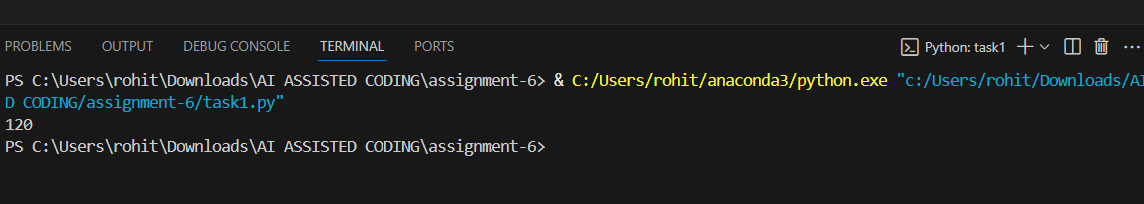 PROBLEMS OUTPUT DEBUG CONSOLE TERMINAL PORTS Python: task1
PS C:\Users\rohit\Downloads\AI ASSISTED CODING\assignment-6> & C:/Users/rohit/anaconda3/python.exe "c:/Users/rohit/Downloads/AI
D CODING/assignment-6/task1.py"
120
PS C:\Users\rohit\Downloads\AI ASSISTED CODING\assignment-6>